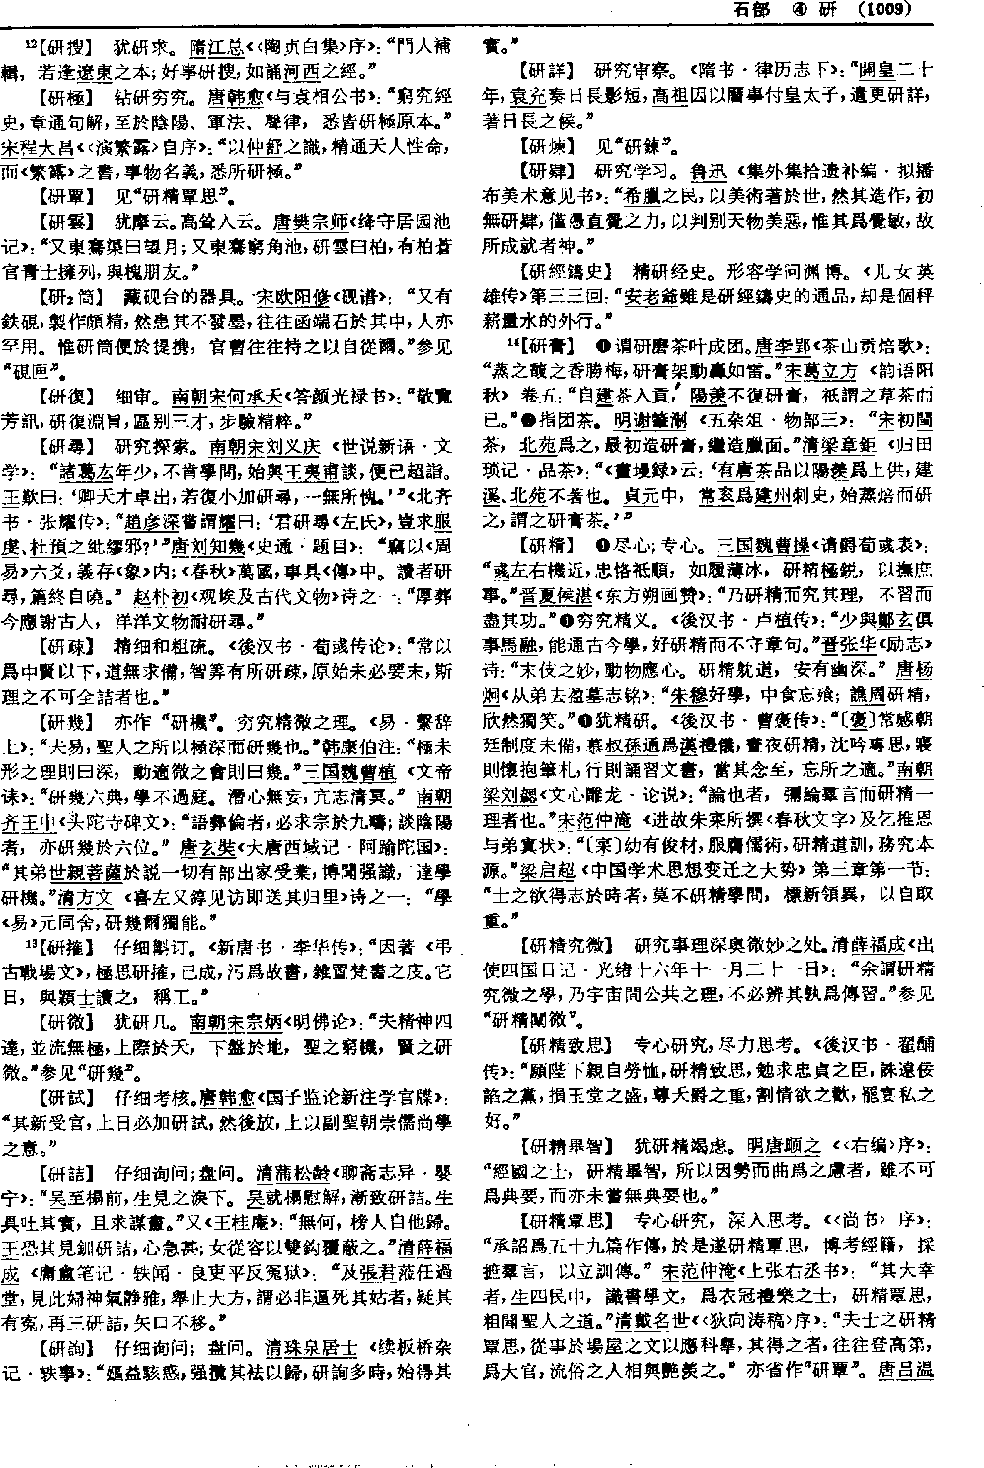 石部 ④ 研 (1009)
¹²【研搜】 犹研求。隋江总《〈陶贞白集〉序》：“門人補
輯，若逢遼東之本；好事研搜，如誦河西之經。”
【研極】 钻研穷究。唐韩愈《与袁相公书》：“窮究經
史，章通句解，至於陰陽、軍法、聲律，悉皆研極原本。”
宋程大昌《〈演繁露〉自序》：“以仲舒之識，精通天人性命，
而《繁露》之書，事物名義，悉所研極。”
【研覃】 见“研精覃思”。
【研雲】 犹摩云。高耸入云。唐樊宗师《绛守居园池
记》：“又東騫渠曰望月；又東騫窮角池，研雲曰柏，有柏蒼
官青士擁列，與槐朋友。”
【研₂筒】 藏砚台的器具。宋欧阳修《砚谱》：“又有
鉄硯，製作頗精，然患其不發墨，往往函端石於其中，人亦
罕用。惟研筒便於提携，官曹往往持之以自從爾。”参见
“硯匣”。
【研復】 细审。南朝宋何承天《答颜光禄书》：“敬覽
芳訊，研復淵旨，區别三才，步驗精粹。”
【研尋】 研究探索。南朝宋刘义庆《世说新语·文
学》：“諸葛厷年少，不肯學問，始與王夷甫談，便已超詣。
王歎曰：‘卿天才卓出，若復小加研尋，一無所愧。’”《北齐
书·张耀传》：“趙彦深嘗謂耀曰：‘君研尋《左氏》，豈求服
虔、杜預之紕繆邪？’”唐刘知幾《史通·题目》：“竊以《周
易》六爻，義存《象》内；《春秋》萬國，事具《傳》中。讀者研
尋，篇終自曉。”赵朴初《观埃及古代文物》诗之一：“厚葬
今應謝古人，洋洋文物耐研尋。”
【研疎】 精细和粗疏。《後汉书·荀彧传论》：“常以
爲中賢以下，道無求備，智筭有所研疎，原始未必要末，斯
理之不可全詰者也。”
【研幾】 亦作“研機”。穷究精微之理。《易·繫辞
上》：“夫易，聖人之所以極深而研幾也。”韩康伯注：“極未
形之理則曰深，動適微之會則曰幾。”三国魏曹植《文帝
诔》：“研幾六典，學不過庭。潛心無妄，亢志清冥。”南朝
齐王屮《头陀寺碑文》：“語彝倫者，必求宗於九疇；談陰陽
者，亦研幾於六位。”唐玄奘《大唐西域记·阿踰陀国》：
“其弟世親菩薩於説一切有部出家受業，博聞强識，達學
研機。”清方文《喜左又錞见访即送其归里》诗之一：“學
《易》元同舍，研幾爾獨能。”
¹³【研搉】 仔细斟订。《新唐书·李华传》：“因著《弔
古戰場文》，極思研搉，已成，汙爲故書，雜置梵書之庋。它
日，與穎士讀之，稱工。”
【研微】 犹研几。南朝宋宗炳《明佛论》：“夫精神四
達，並流無極，上際於天，下盤於地，聖之窮機，賢之研
微。”参见“研幾”。
【研試】 仔细考核。唐韩愈《国子监论新注学官牒》：
“其新受官，上日必加研試，然後放，上以副聖朝崇儒尚學
之意。”
【研詰】 仔细询问；盘问。清蒲松龄《聊斋志异·婴
宁》：“吴至榻前，生見之淚下。吴就榻慰解，漸致研詰。生
具吐其實，且求謀畫。”又《王桂庵》：“無何，榜人自他歸。
王恐其見釧研詰，心急甚；女從容以雙鈎覆蔽之。”清薛福
成《庸盦笔记·轶闻·良吏平反冤狱》：“及張君蒞任過
堂，見此婦神氣静雅，舉止大方，謂必非逼死其姑者，疑其
有冤，再三研詰，矢口不移。”
【研詢】 仔细询问；盘问。清珠泉居士《续板桥杂
记·轶事》：“嫗益駭惑，强攬其袪以歸，研詢多時，始得其
實。”
【研詳】 研究审察。《隋书·律历志下》：“開皇二十
年，袁充奏日長影短，高祖因以曆事付皇太子，遣更研詳，
著日長之候。”
【研煉】 见“研鍊”。
【研肄】 研究学习。鲁迅《集外集拾遗补编·拟播
布美术意见书》：“希臘之民，以美術著於世，然其造作，初
無研肄，僅憑直覺之力，以判别天物美惡，惟其爲覺敏，故
所成就者神。”
【研經鑄史】 精研经史。形容学问渊博。《儿女英
雄传》第三三回：“安老爺雖是研經鑄史的通品，却是個秤
薪量水的外行。”
¹⁴【研膏】 ❶谓研磨茶叶成团。唐李郢《茶山贡焙歌》：
“蒸之馥之香勝梅，研膏架動轟如雷。”宋葛立方《韵语阳
秋》卷五：“自建茶入貢，陽羨不復研膏，祇謂之草茶而
已。”❷指团茶。明谢肇淛《五杂俎·物部三》：“宋初閩
茶，北苑爲之，最初造研膏，繼造臘面。”清梁章鉅《归田
琐记·品茶》：“《畫墁録》云：‘有唐茶品以陽羨爲上供，建
溪、北苑不著也。貞元中，常衮爲建州刺史，始蒸焙而研
之，謂之研膏茶。’”
【研精】 ❶尽心；专心。三国魏曹操《请爵荀彧表》：
“彧左右機近，忠恪祗順，如履薄冰，研精極鋭，以撫庶
事。”晋夏侯湛《东方朔画赞》：“乃研精而究其理，不習而
盡其功。”❷穷究精义。《後漢书·卢植传》：“少與鄭玄俱
事馬融，能通古今學，好研精而不守章句。”晋张华《励志》
诗：“末伎之妙，動物應心。研精躭道，安有幽深。”唐杨
炯《从弟去盈墓志铭》：“朱穆好學，中食忘飧；譙周研精，
欣然獨笑。”❸犹精研。《後汉书·曹褒传》：“〔褒〕常感朝
廷制度未備，慕叔孫通爲漢禮儀，晝夜研精，沈吟專思，寢
則懷抱筆札，行則誦習文書，當其念至，忘所之適。”南朝
梁刘勰《文心雕龙·论说》：“論也者，彌綸羣言而研精一
理者也。”宋范仲淹《进故朱寀所撰〈春秋文字〉及乞推恩
与弟寘状》：“〔寀〕幼有俊材，服膺儒術，研精道訓，務究本
源。”梁启超《中国学术思想变迁之大势》第三章第一节：
“士之欲得志於時者，莫不研精學問，標新領異，以自取
重。”
【研精究微】 研究事理深奥微妙之处。清薛福成《出
使四国日记·光绪十六年十一月二十一日》：“余謂研精
究微之學，乃宇宙間公共之理，不必辨其孰爲傳習。”参见
“研精闡微”。
【研精致思】 专心研究，尽力思考。《後汉书·翟酺
传》：“願陛下親自勞恤，研精致思，勉求忠貞之臣，誅遠佞
諂之黨，損玉堂之盛，尊天爵之重，割情欲之歡，罷宴私之
好。”
【研精畢智】 犹研精竭虑。明唐顺之《〈右编〉序》：
“經國之士，研精畢智，所以因勢而曲爲之慮者，雖不可
爲典要，而亦未嘗無典要也。”
【研精覃思】 专心研究，深入思考。《〈尚书〉序》：
“承詔爲五十九篇作傳，於是遂研精覃思，博考經籍，採
摭羣言，以立訓傳。”宋范仲淹《上张右丞书》：“其大幸
者，生四民中，識書學文，爲衣冠禮樂之士，研精覃思，
粗聞聖人之道。”清戴名世《〈狄向涛稿〉序》：“夫士之研精
覃思，從事於場屋之文以應科舉，其得之者，往往登高第，
爲大官，流俗之人相與艷羨之。”亦省作“研覃”。唐吕温